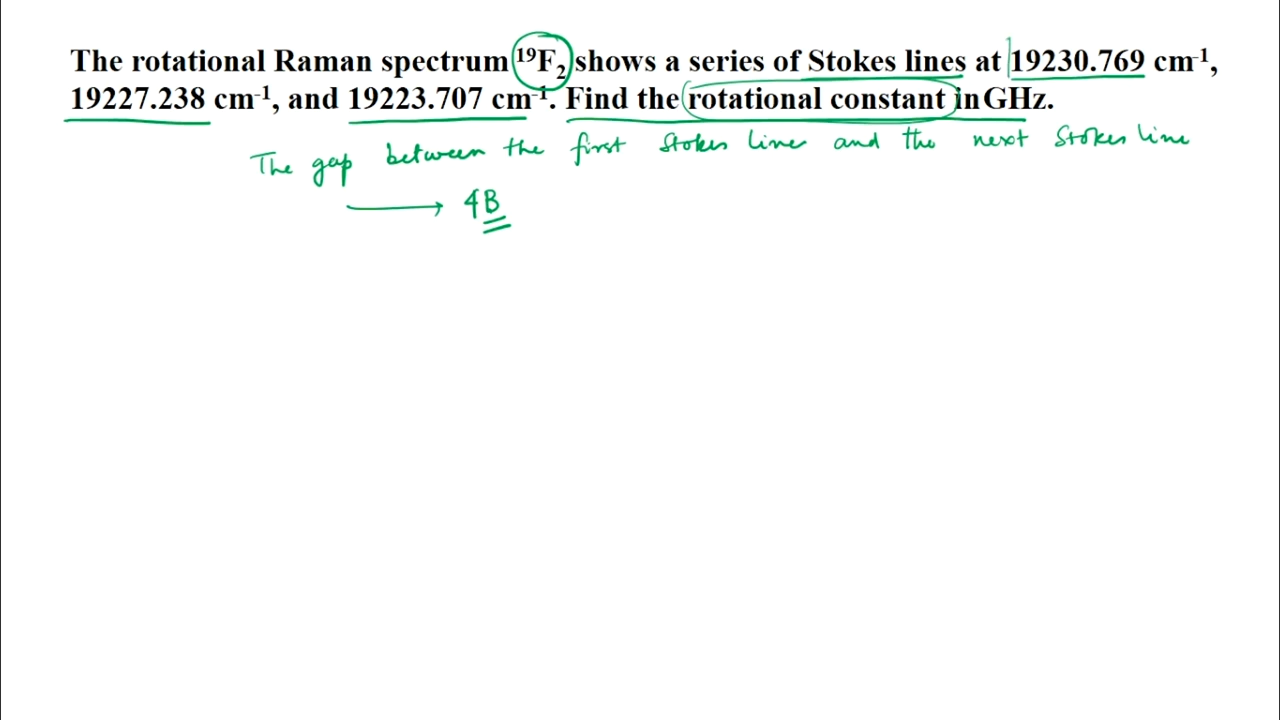 The rotational Raman spectrum ¹⁹F₂ shows a series of Stokes lines at 19230.769 cm⁻¹,
19227.238 cm⁻¹, and 19223.707 cm⁻¹. Find the rotational constant in GHz.
The gap between the first Stokes line and the next Stokes line
→ 4B